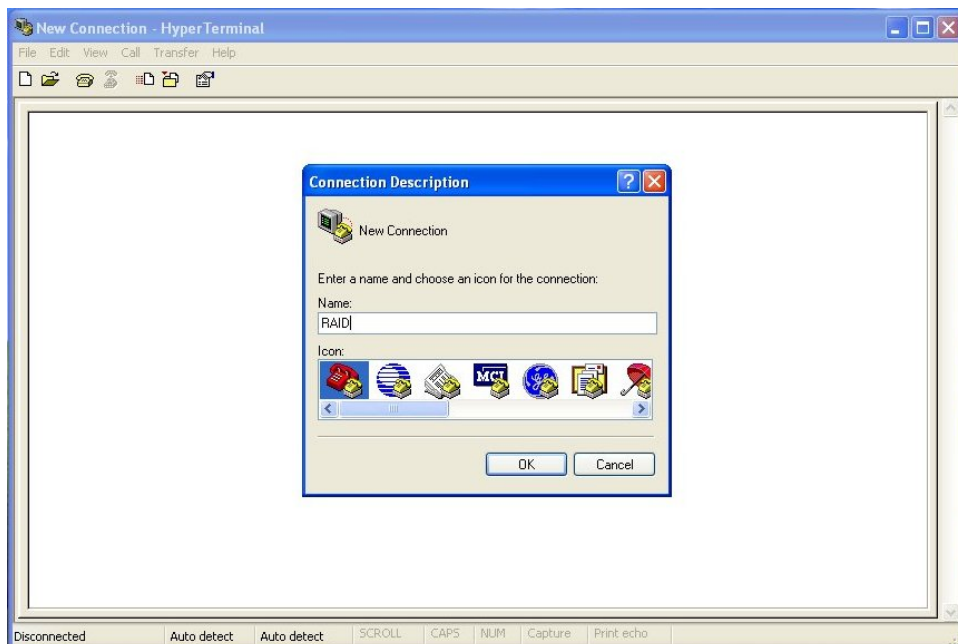 New Connection - HyperTerminal
File Edit View Call Transfer Help
Connection Description
New Connection
Enter a name and choose an icon for the connection:
Name:
RAID
Icon:
MCI
OK Cancel
Disconnected Auto detect Auto detect SCROLL CAPS NUM Capture Print echo